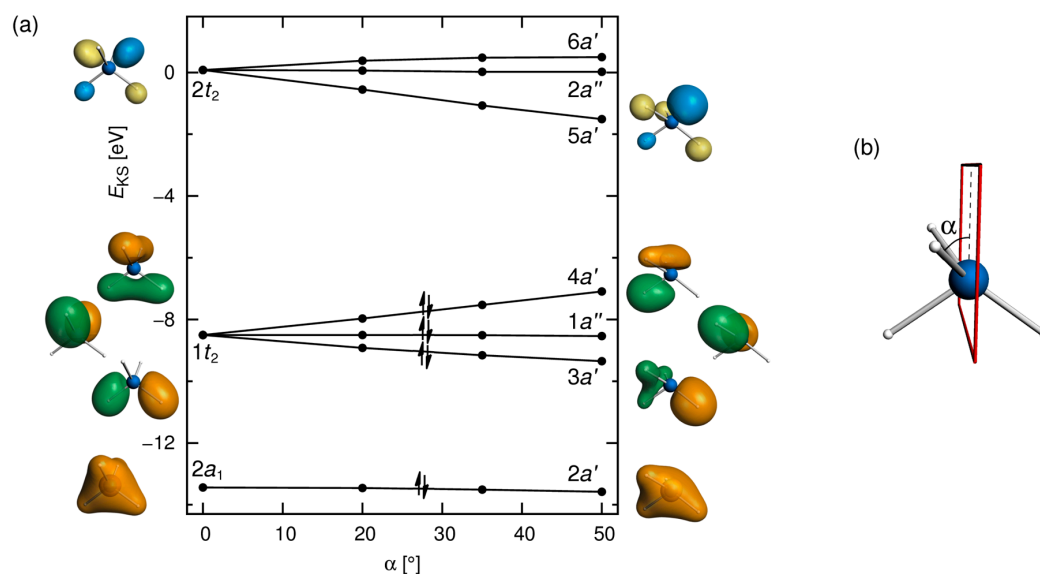 (a)
6a′
0
2t₂
2a″
5a′
E_KS [eV]
(b)
−4
α
4a′
−8
1a″
1t₂
3a′
−12
2a₁
2a′
0 10 20 30 40 50
α [°]